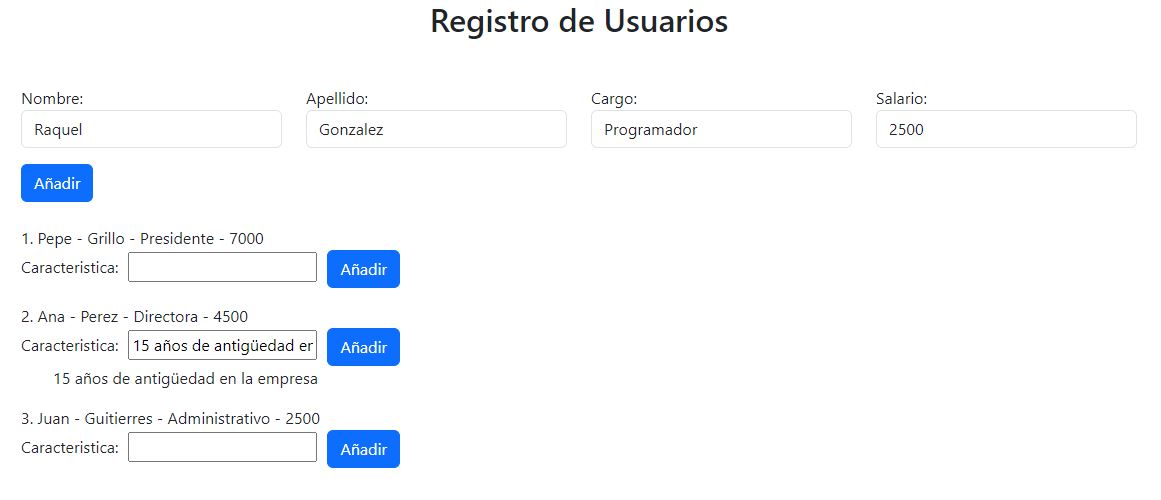 Registro de Usuarios
Nombre: Apellido: Cargo: Salario:
Raquel Gonzalez Programador 2500
Añadir
1. Pepe - Grillo - Presidente - 7000
Caracteristica: Añadir
2. Ana - Perez - Directora - 4500
Caracteristica: 15 años de antigüedad er Añadir
15 años de antigüedad en la empresa
3. Juan - Guitierres - Administrativo - 2500
Caracteristica: Añadir